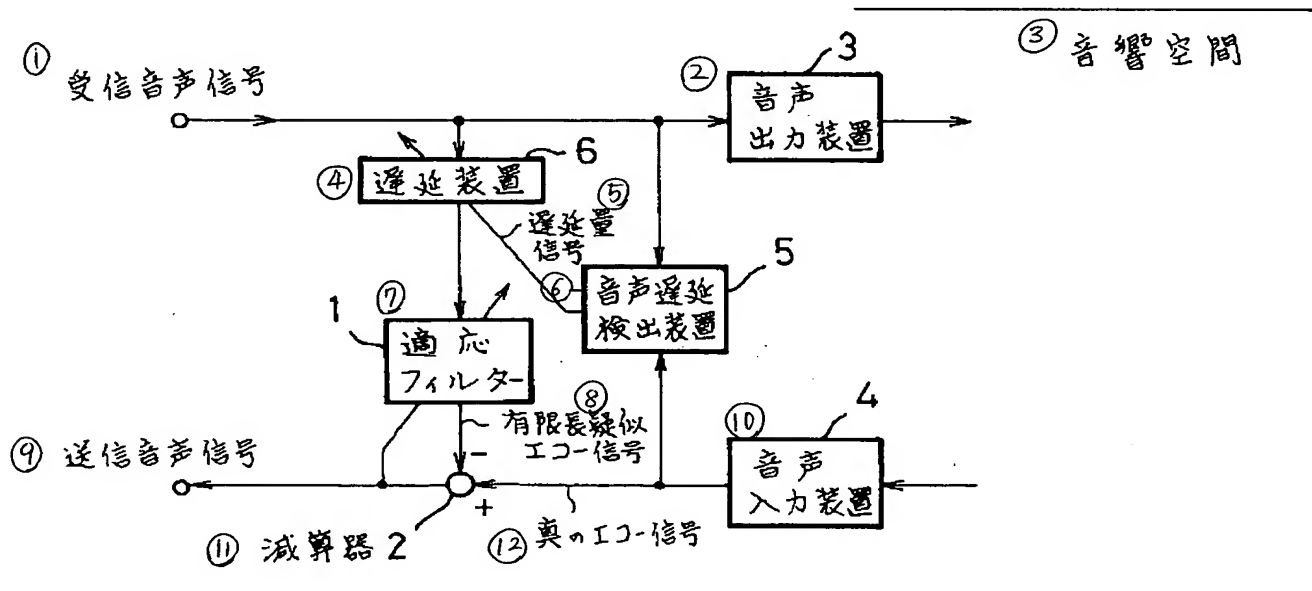 ① 受信音声信号
② 音声
出力装置
3
③ 音響空間
④ 遅延装置
6
⑤ 遅延量
信号
⑥ 音声遅延
検出装置
5
⑦ 適応
フィルター
1
⑧ 有限長疑似
エコー信号
-
+
⑨ 送信音声信号
⑩ 音声
入力装置
4
⑪ 減算器 2
⑫ 真のエコー信号